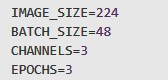 IMAGE_SIZE=224
BATCH_SIZE=48
CHANNELS=3
EPOCHS=3